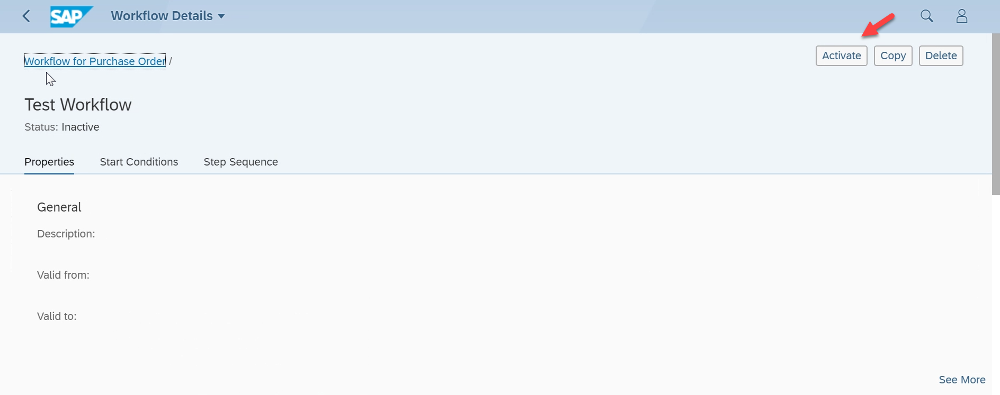 SAP Workflow Details
Workflow for Purchase Order /
Activate Copy Delete
Test Workflow
Status: Inactive
Properties Start Conditions Step Sequence
General
Description:
Valid from:
Valid to:
See More